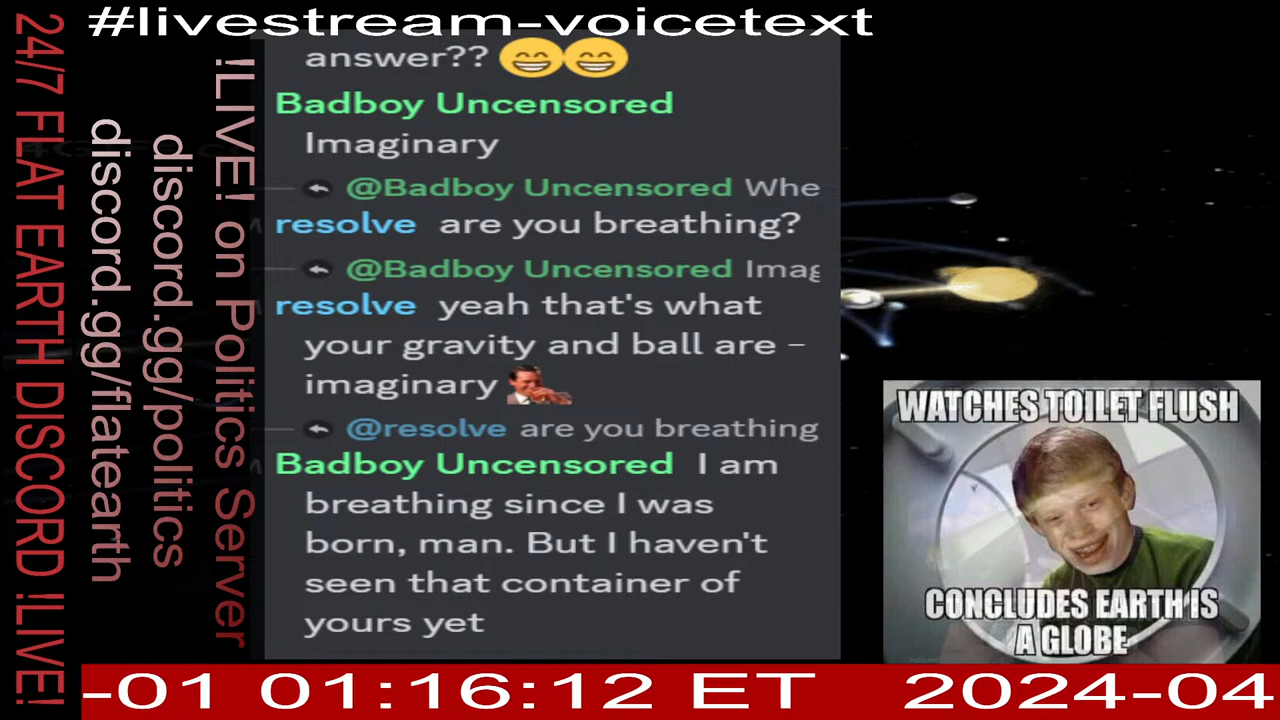 #livestream-voicetext
24/7 FLAT EARTH DISCORD !LIVE!
discord.gg/flatearth
discord.gg/politics
!LIVE! on Politics Server
answer?? 😁😁
Badboy Uncensored
Imaginary
@Badboy Uncensored Whe
resolve are you breathing?
@Badboy Uncensored Imag
resolve yeah that's what
your gravity and ball are -
imaginary
@resolve are you breathing
Badboy Uncensored I am
breathing since I was
born, man. But I haven't
seen that container of
yours yet
WATCHES TOILET FLUSH
CONCLUDES EARTH IS
A GLOBE
-01 01:16:12 ET 2024-04